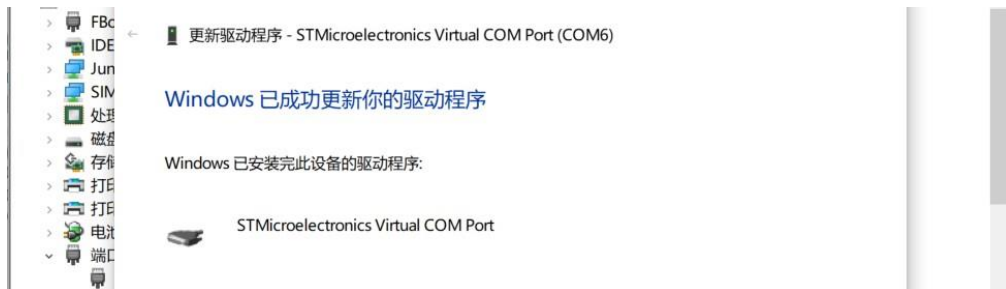 FBo
IDE
Jun
SIM
处理
磁盘
存储
打印
打印
电池
端口
更新驱动程序 - STMicroelectronics Virtual COM Port (COM6)
Windows 已成功更新你的驱动程序
Windows 已安装完此设备的驱动程序:
STMicroelectronics Virtual COM Port